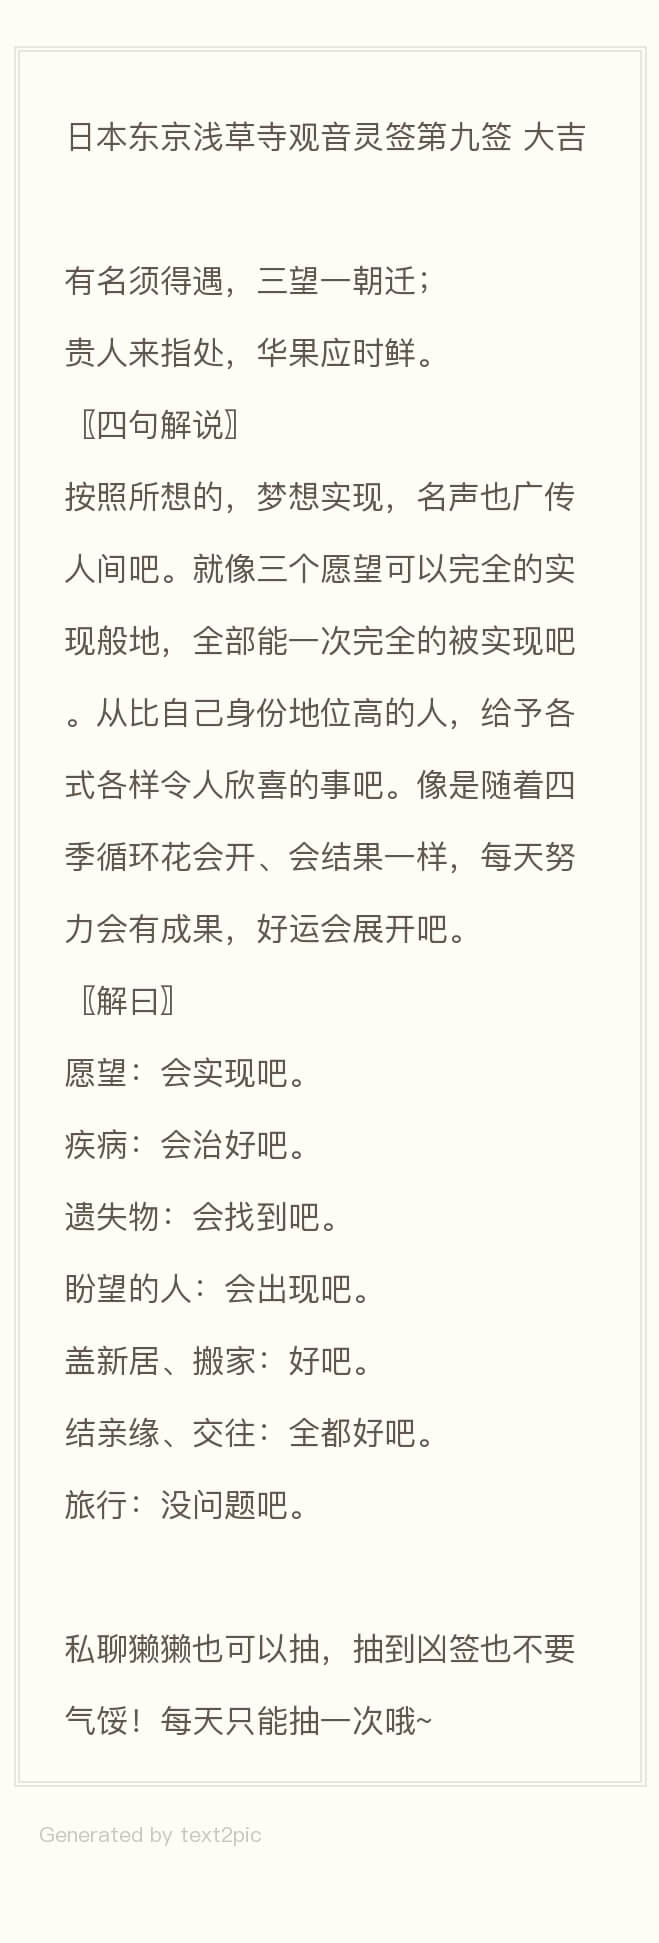 日本东京浅草寺观音灵签第九签 大吉
有名须得遇，三望一朝迁；
贵人来指处，华果应时鲜。
〖四句解说〗
按照所想的，梦想实现，名声也广传
人间吧。就像三个愿望可以完全的实
现般地，全部能一次完全的被实现吧
。从比自己身份地位高的人，给予各
式各样令人欣喜的事吧。像是随着四
季循环花会开、会结果一样，每天努
力会有成果，好运会展开吧。
〖解曰〗
愿望：会实现吧。
疾病：会治好吧。
遗失物：会找到吧。
盼望的人：会出现吧。
盖新居、搬家：好吧。
结亲缘、交往：全都好吧。
旅行：没问题吧。
私聊獭獭也可以抽，抽到凶签也不要
气馁！每天只能抽一次哦~
Generated by text2pic